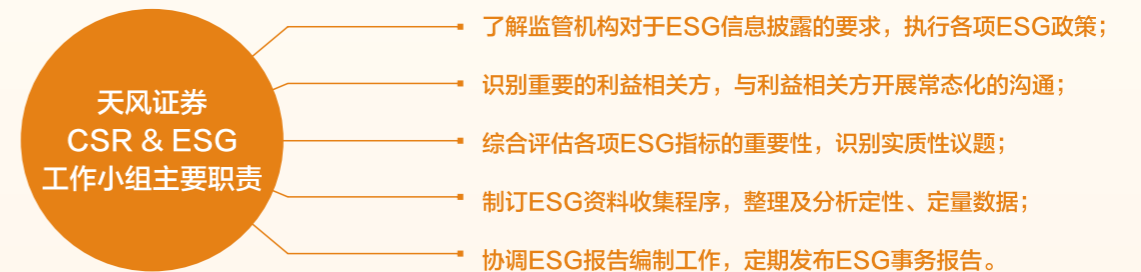 天风证券
CSR & ESG
工作小组主要职责
了解监管机构对于ESG信息披露的要求，执行各项ESG政策；
识别重要的利益相关方，与利益相关方开展常态化的沟通；
综合评估各项ESG指标的重要性，识别实质性议题；
制订ESG资料收集程序，整理及分析定性、定量数据；
协调ESG报告编制工作，定期发布ESG事务报告。